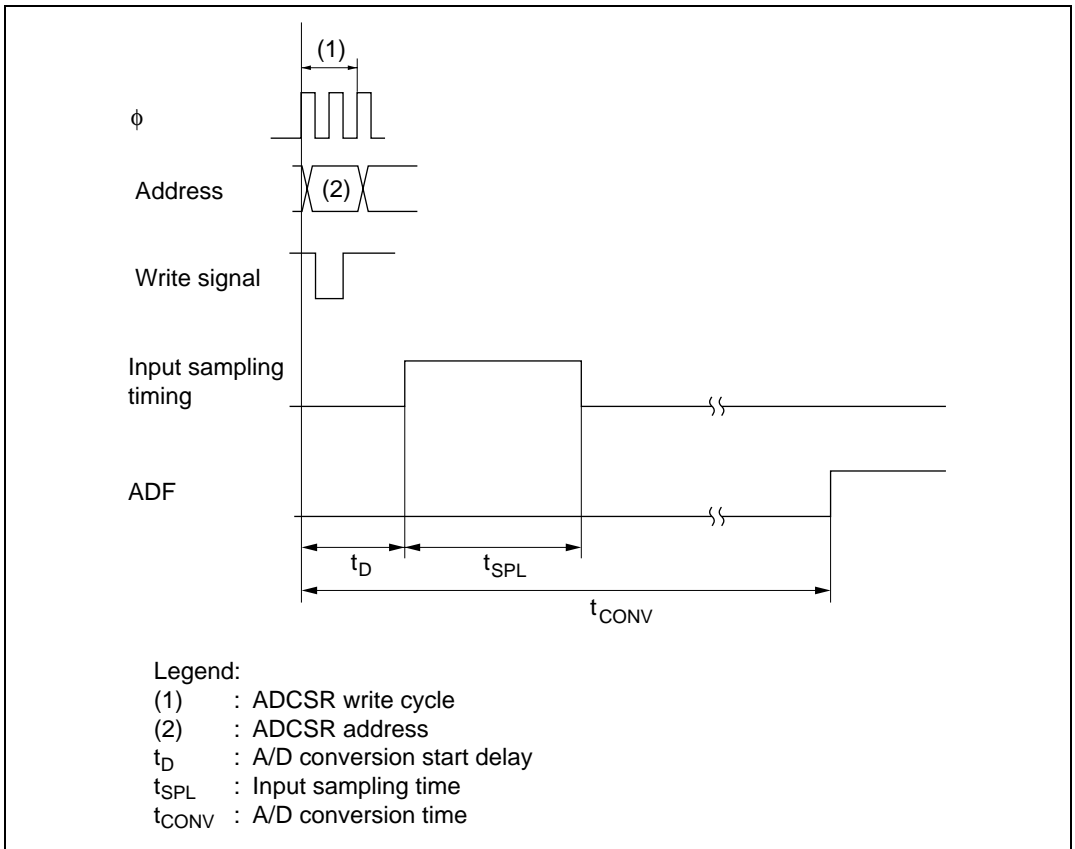 (1)
ϕ
Address
(2)
Write signal
Input sampling
timing
ADF
tD
tSPL
tCONV
Legend:
(1) : ADCSR write cycle
(2) : ADCSR address
tD : A/D conversion start delay
tSPL : Input sampling time
tCONV : A/D conversion time